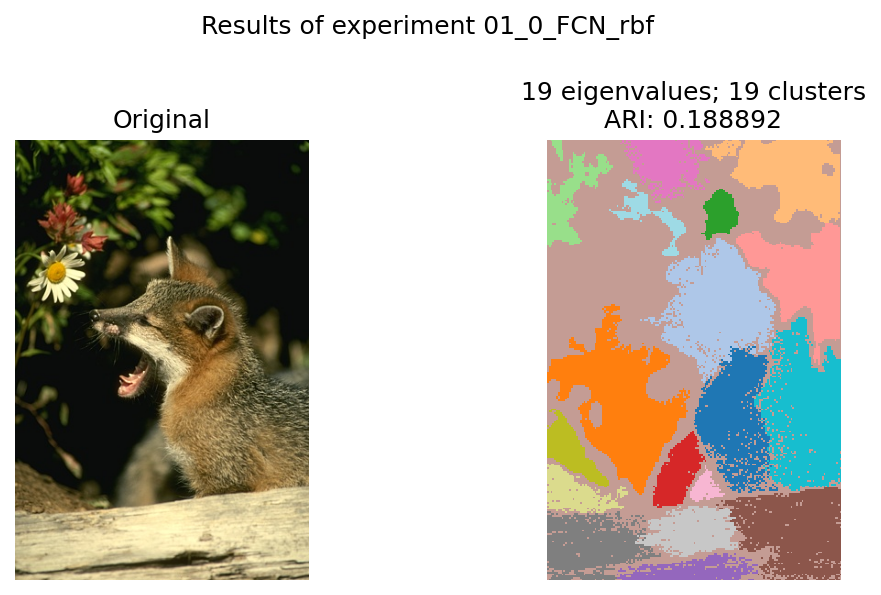 Results of experiment 01_0_FCN_rbf
Original
19 eigenvalues; 19 clusters
ARI: 0.188892